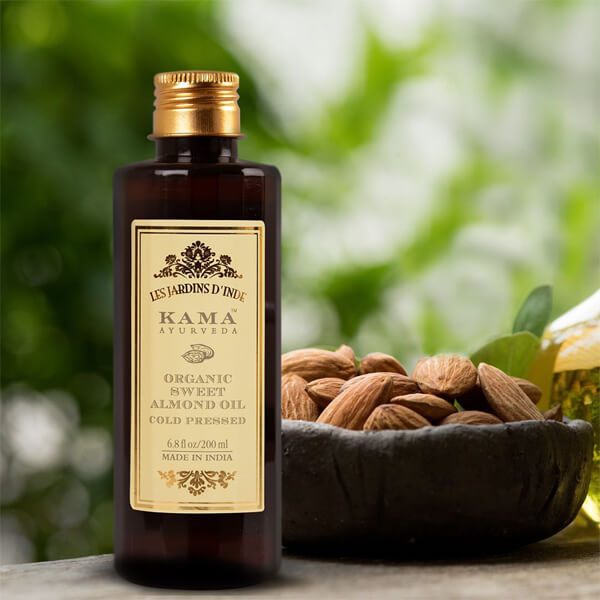 LES JARDINS D'INDE
KAMA™
AYURVEDA
ORGANIC
SWEET
ALMOND OIL
COLD PRESSED
6.8 fl oz/200 ml
MADE IN INDIA